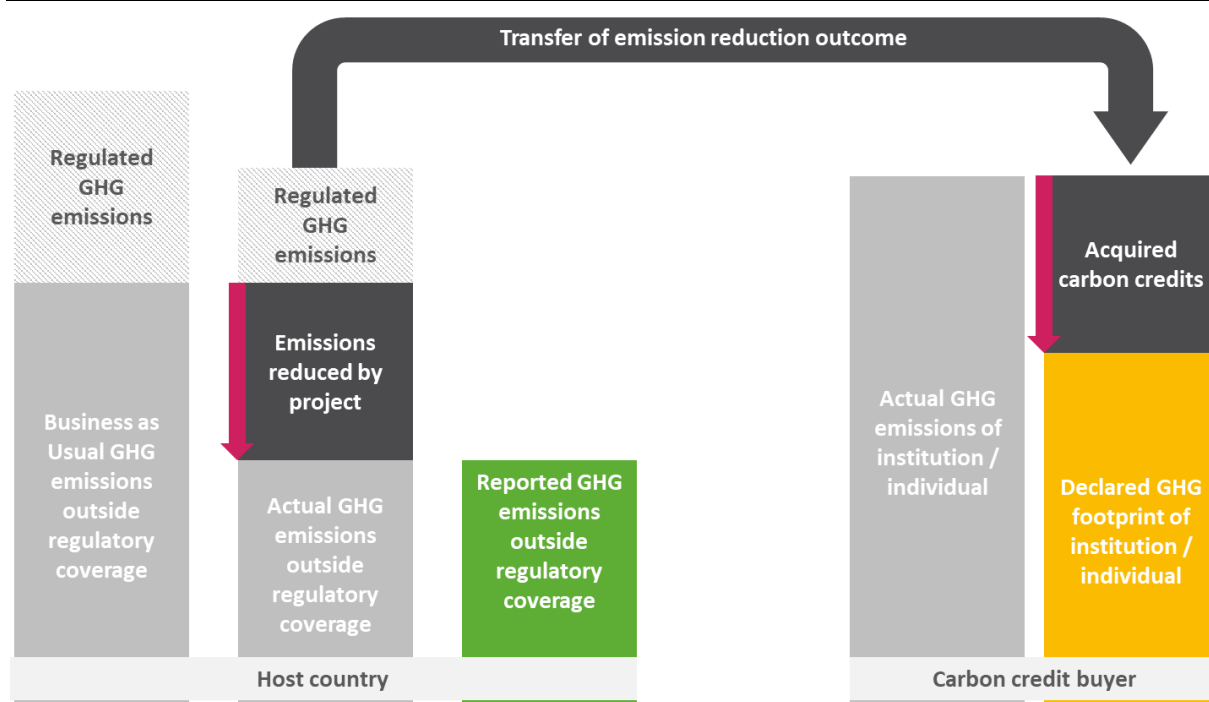 Transfer of emission reduction outcome
Regulated
GHG
emissions
Business as
Usual GHG
emissions
outside
regulatory
coverage
Regulated
GHG
emissions
Emissions
reduced by
project
Actual GHG
emissions
outside
regulatory
coverage
Reported GHG
emissions
outside
regulatory
coverage
Host country
Actual GHG
emissions of
institution /
individual
Acquired
carbon credits
Declared GHG
footprint of
institution /
individual
Carbon credit buyer